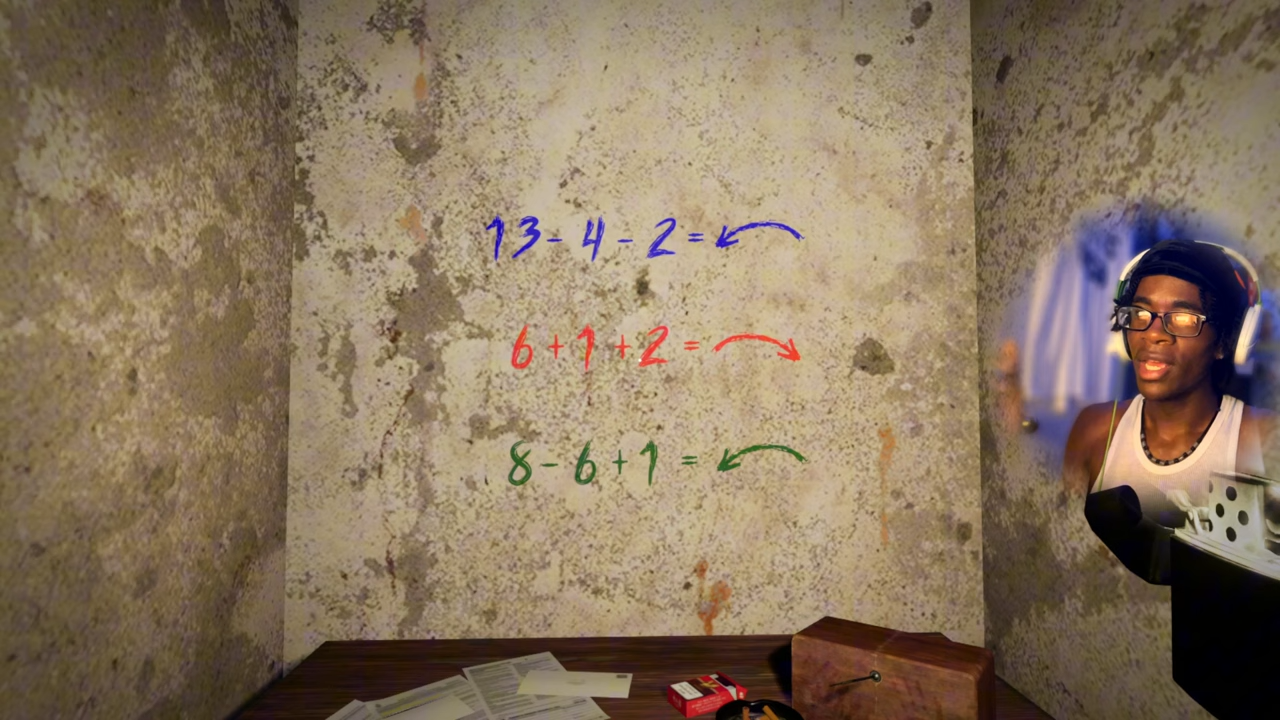 13 - 4 - 2 =
6 + 1 + 2 =
8 - 6 + 1 =